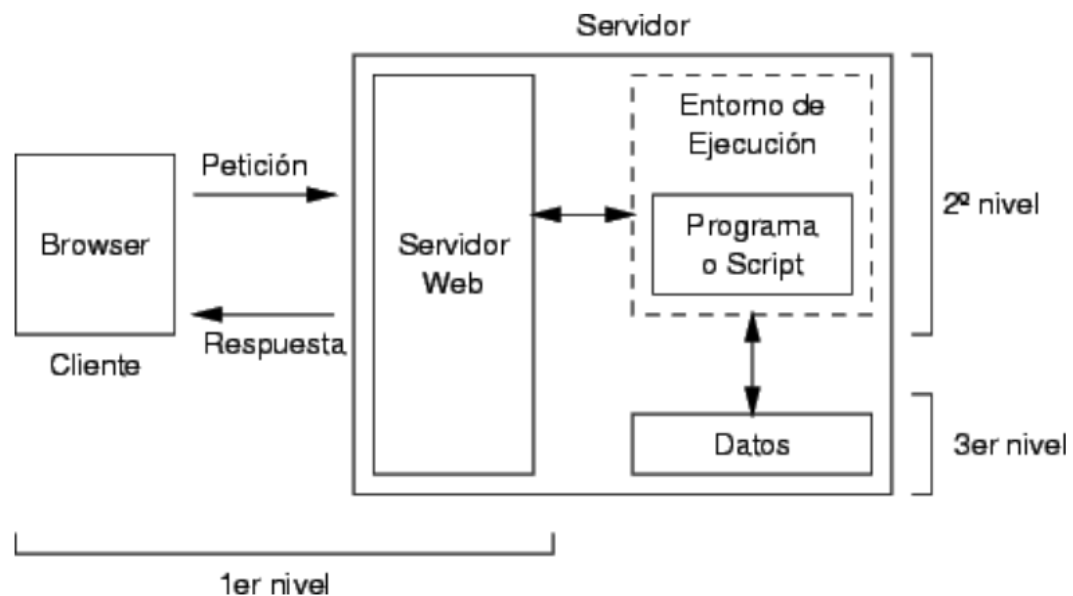 Servidor
Entorno de
Ejecución
Petición
2º nivel
Browser
Servidor
Web
Programa
o Script
Respuesta
Cliente
Datos
3er nivel
1er nivel